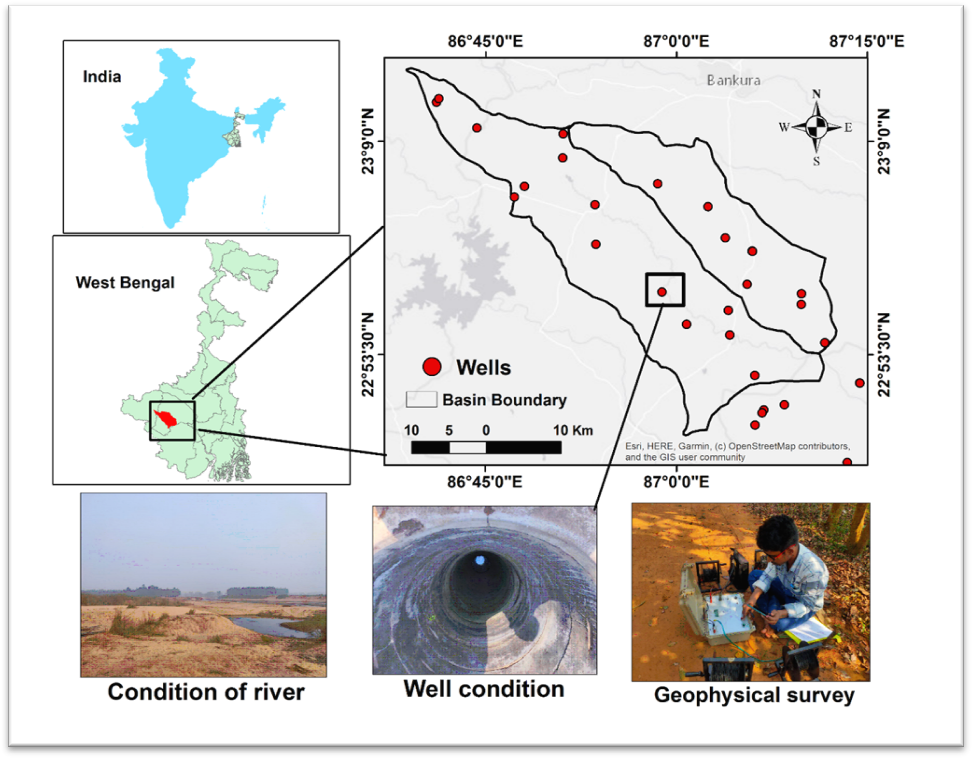 India
West Bengal
86°45'0"E
87°0'0"E
87°15'0"E
Bankura
N
W
E
S
23°9'0"N
23°9'0"N
22°53'30"N
22°53'30"N
Wells
Basin Boundary
10 5 0 10 Km
Esri, HERE, Garmin, (c) OpenStreetMap contributors,
and the GIS user community
86°45'0"E
87°0'0"E
Condition of river
Well condition
Geophysical survey